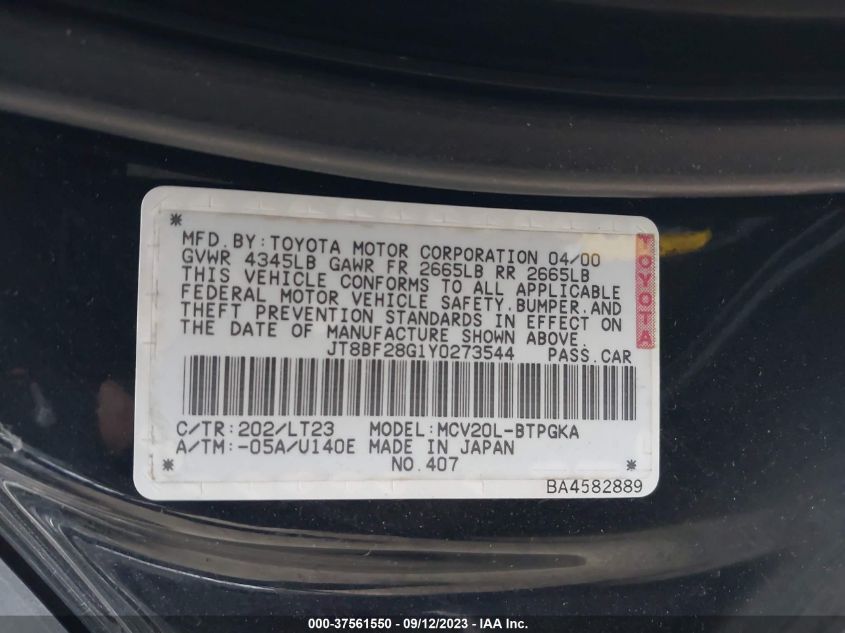 MFD.BY:TOYOTA MOTOR CORPORATION 04/00
GVWR 4345LB GAWR FR 2665LB RR 2665LB
THIS VEHICLE CONFORMS TO ALL APPLICABLE
FEDERAL MOTOR VEHICLE SAFETY,BUMPER,AND
THEFT PREVENTION STANDARDS IN EFFECT ON
THE DATE OF MANUFACTURE SHOWN ABOVE.
JT8BF28G1Y0273544 PASS.CAR
TOYOTA
C/TR:202/LT23 MODEL:MCV20L-BTPGKA
A/TM:-05A/U140E MADE IN JAPAN
NO.407
BA4582889
000-37561550 - 09/12/2023 - © IAA, Inc.